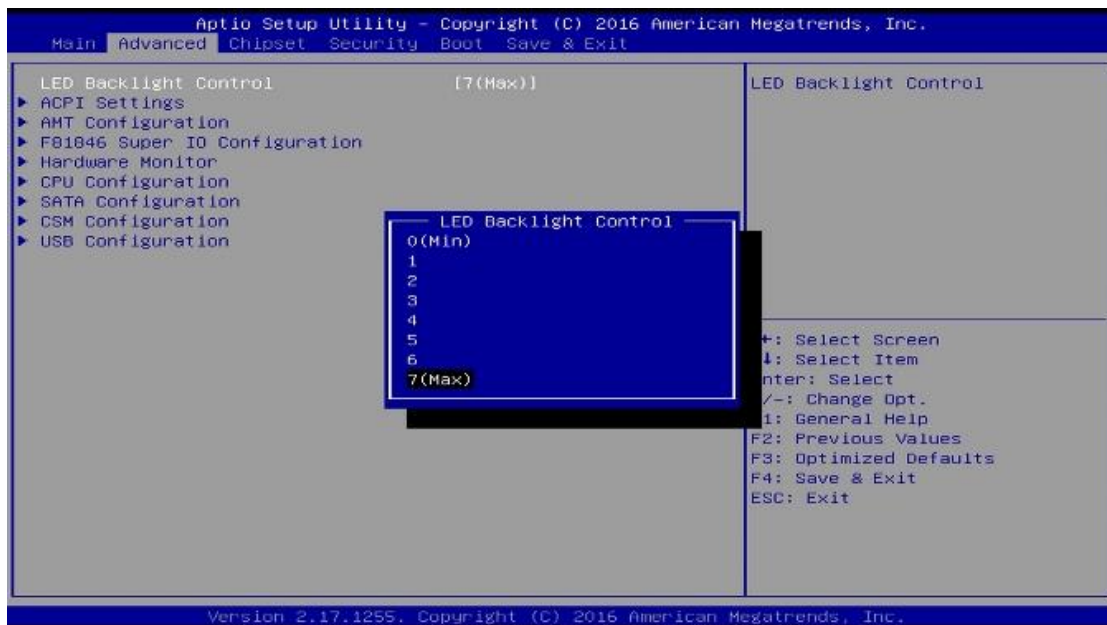 Aptio Setup Utility – Copyright (C) 2016 American Megatrends, Inc.
Main Advanced Chipset Security Boot Save & Exit
LED Backlight Control [7(Max)]
ACPI Settings
AMT Configuration
F81846 Super IO Configuration
Hardware Monitor
CPU Configuration
SATA Configuration
CSM Configuration
USB Configuration
LED Backlight Control
0(Min)
1
2
3
4
5
6
7(Max)
LED Backlight Control
: Select Screen
: Select Item
nter: Select
/-: Change Opt.
1: General Help
F2: Previous Values
F3: Optimized Defaults
F4: Save & Exit
ESC: Exit
Version 2.17.1255. Copyright (C) 2016 American Megatrends, Inc.